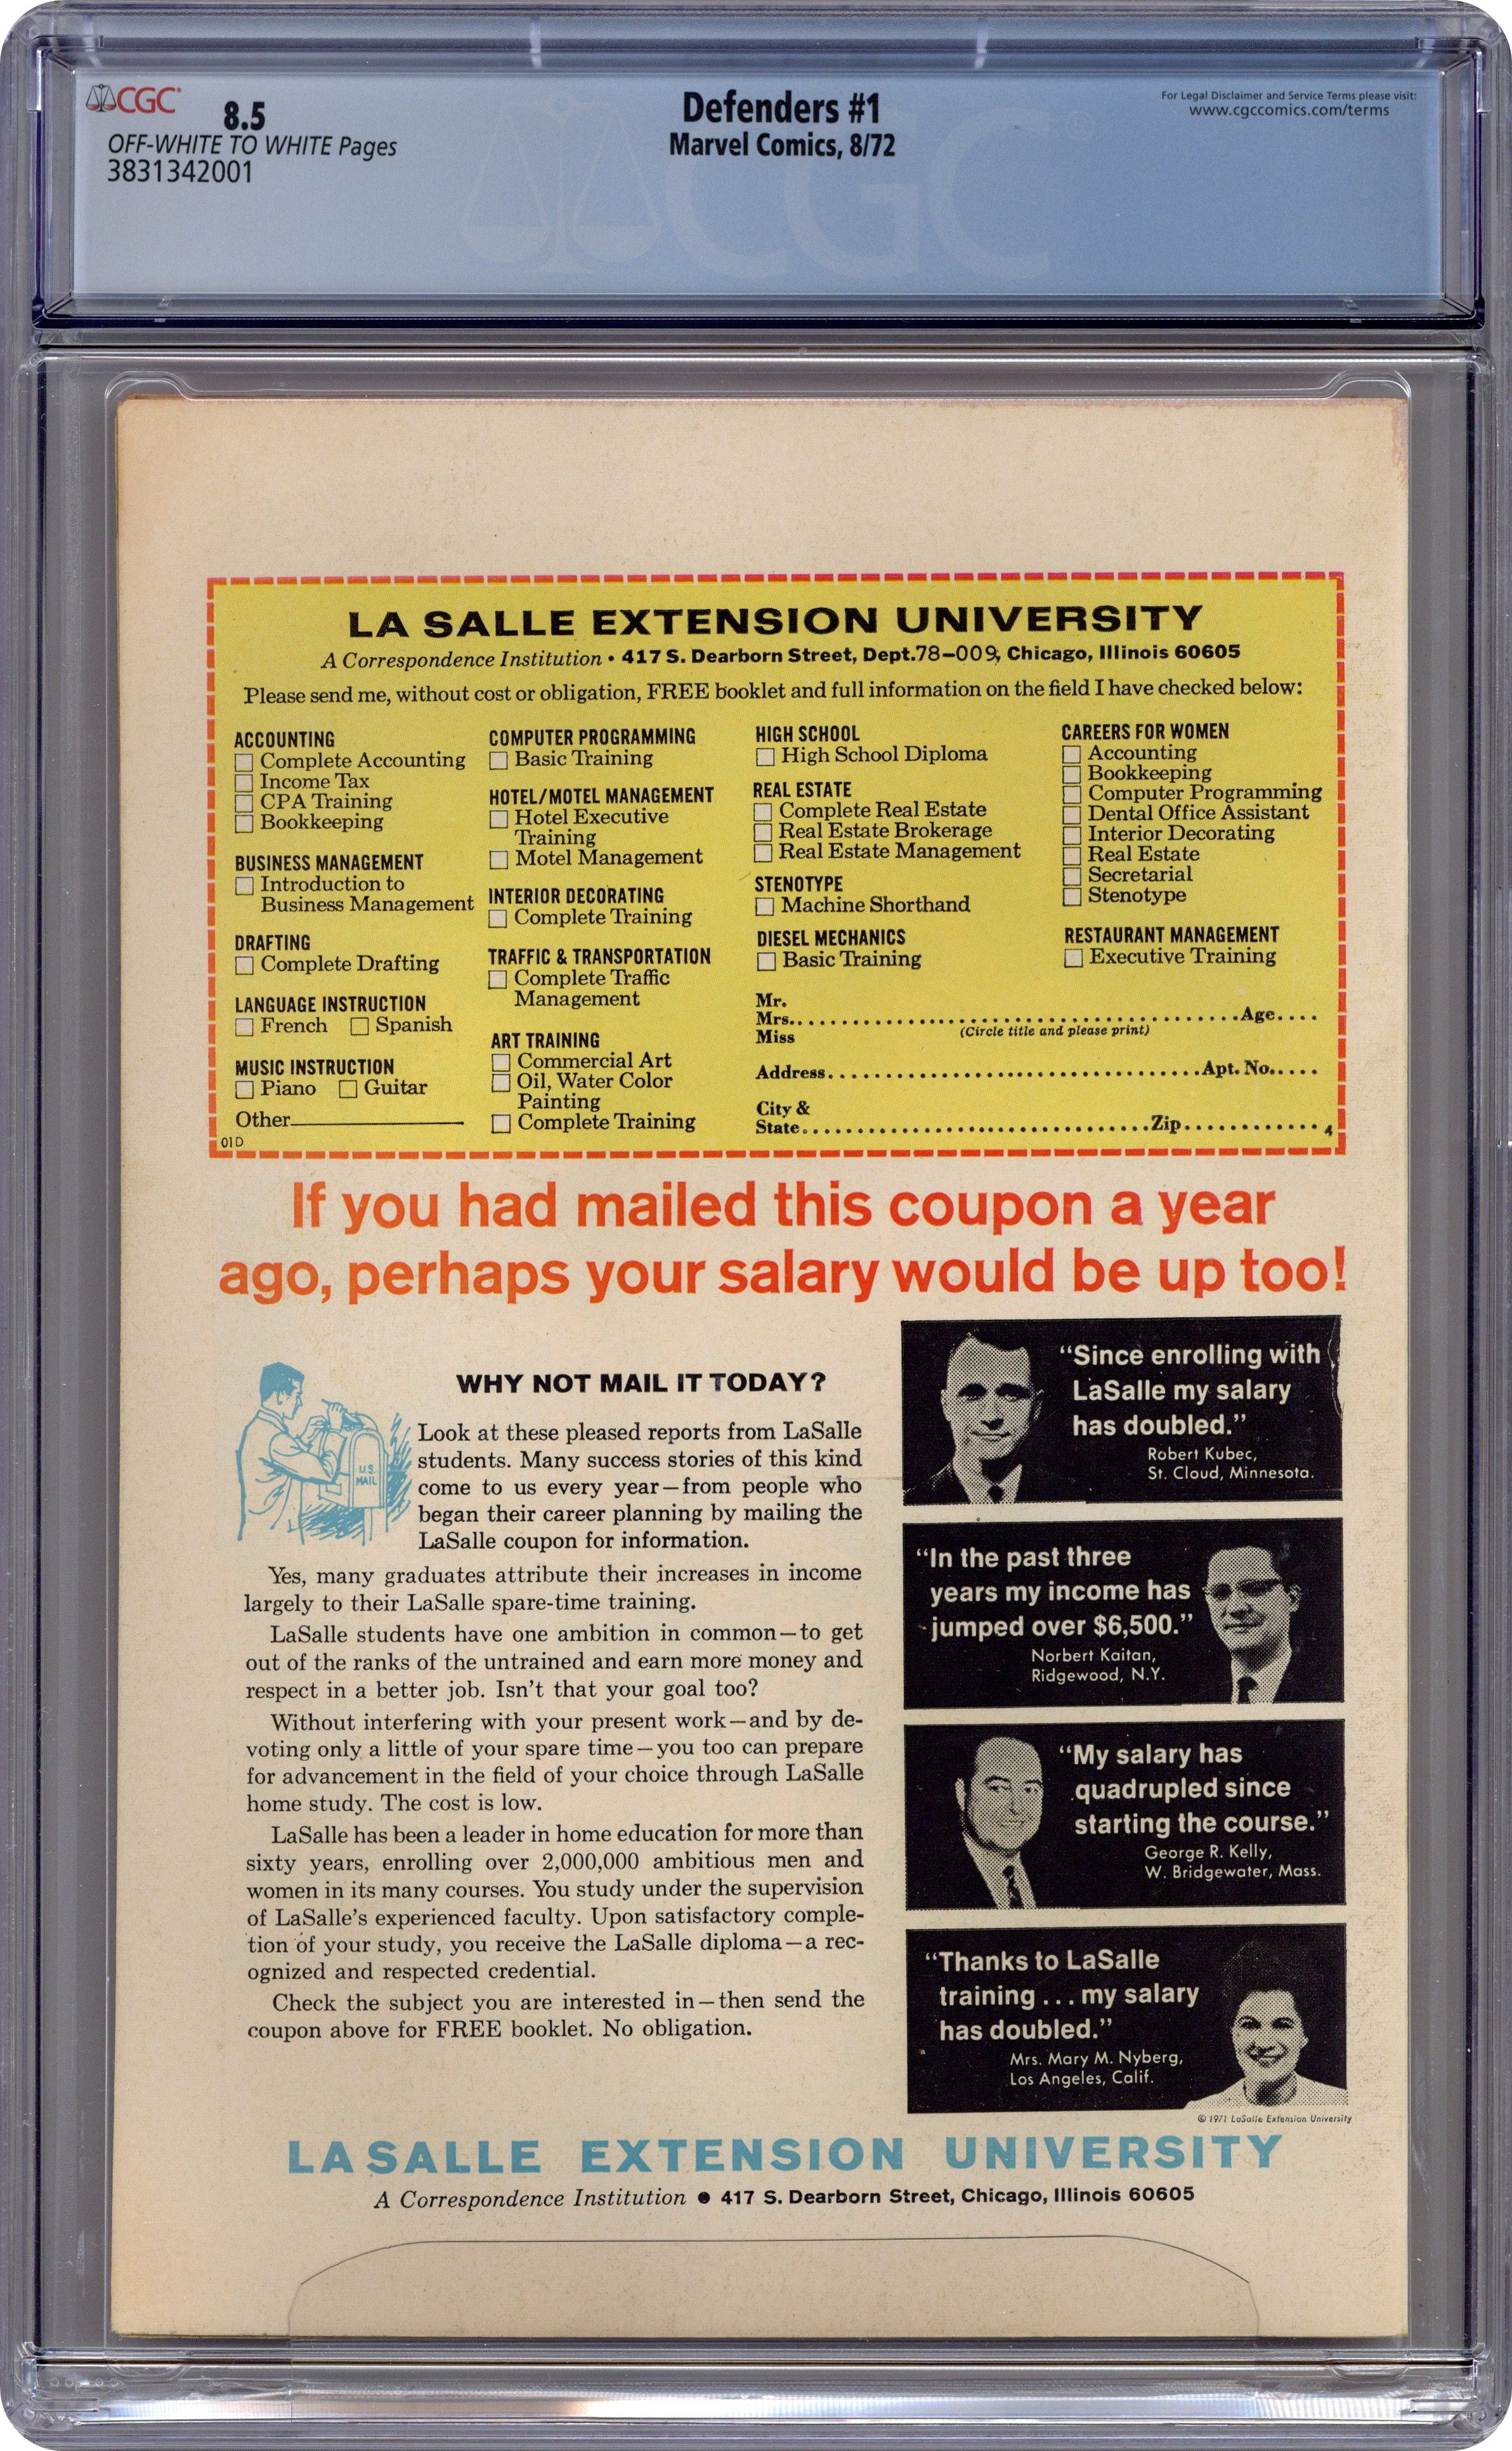 CGC
8.5
OFF-WHITE TO WHITE Pages
3831342001
Defenders #1
Marvel Comics, 8/72
For Legal Disclaimer and Service Terms please visit:
www.cgccomics.com/terms
CGC
LA SALLE EXTENSION UNIVERSITY
A Correspondence Institution • 417 S. Dearborn Street, Dept. 78-009, Chicago, Illinois 60605
Please send me, without cost or obligation, FREE booklet and full information on the field I have checked below:
ACCOUNTING
Complete Accounting
Income Tax
CPA Training
Bookkeeping
BUSINESS MANAGEMENT
Introduction to
Business Management
DRAFTING
Complete Drafting
LANGUAGE INSTRUCTION
French Spanish
MUSIC INSTRUCTION
Piano Guitar
Other
01D
COMPUTER PROGRAMMING
Basic Training
HOTEL/MOTEL MANAGEMENT
Hotel Executive
Training
Motel Management
INTERIOR DECORATING
Complete Training
TRAFFIC & TRANSPORTATION
Complete Traffic
Management
ART TRAINING
Commercial Art
Oil, Water Color
Painting
Complete Training
HIGH SCHOOL
High School Diploma
REAL ESTATE
Complete Real Estate
Real Estate Brokerage
Real Estate Management
STENOTYPE
Machine Shorthand
DIESEL MECHANICS
Basic Training
CAREERS FOR WOMEN
Accounting
Bookkeeping
Computer Programming
Dental Office Assistant
Interior Decorating
Real Estate
Secretarial
Stenotype
RESTAURANT MANAGEMENT
Executive Training
Mr.
Mrs. Age
Miss (Circle title and please print)
Address Apt. No.
City &
State Zip 4
If you had mailed this coupon a year
ago, perhaps your salary would be up too!
U.S.
MAIL
WHY NOT MAIL IT TODAY?
Look at these pleased reports from LaSalle
students. Many success stories of this kind
come to us every year—from people who
began their career planning by mailing the
LaSalle coupon for information.
Yes, many graduates attribute their increases in income
largely to their LaSalle spare-time training.
LaSalle students have one ambition in common—to get
out of the ranks of the untrained and earn more money and
respect in a better job. Isn't that your goal too?
Without interfering with your present work—and by de-
voting only a little of your spare time—you too can prepare
for advancement in the field of your choice through LaSalle
home study. The cost is low.
LaSalle has been a leader in home education for more than
sixty years, enrolling over 2,000,000 ambitious men and
women in its many courses. You study under the supervision
of LaSalle's experienced faculty. Upon satisfactory comple-
tion of your study, you receive the LaSalle diploma—a rec-
ognized and respected credential.
Check the subject you are interested in—then send the
coupon above for FREE booklet. No obligation.
"Since enrolling with
LaSalle my salary
has doubled."
Robert Kubec,
St. Cloud, Minnesota.
"In the past three
years my income has
jumped over $6,500."
Norbert Kaitan,
Ridgewood, N.Y.
"My salary has
quadrupled since
starting the course."
George R. Kelly,
W. Bridgewater, Mass.
"Thanks to LaSalle
training ... my salary
has doubled."
Mrs. Mary M. Nyberg,
Los Angeles, Calif.
© 1971 LaSalle Extension University
LASALLE EXTENSION UNIVERSITY
A Correspondence Institution • 417 S. Dearborn Street, Chicago, Illinois 60605